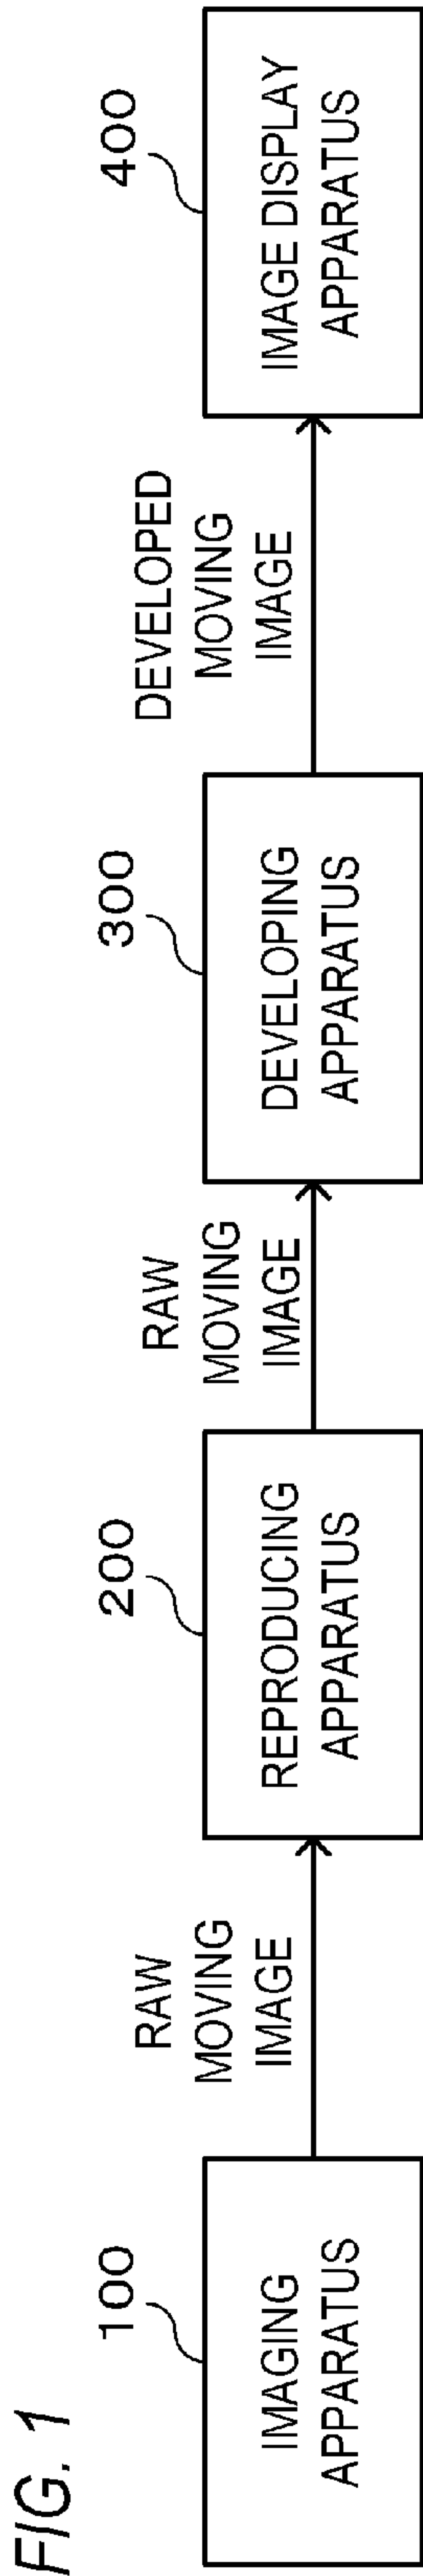 FIG. 1
100
IMAGING
APPARATUS
RAW
MOVING
IMAGE
200
REPRODUCING
APPARATUS
RAW
MOVING
IMAGE
300
DEVELOPING
APPARATUS
DEVELOPED
MOVING
IMAGE
400
IMAGE DISPLAY
APPARATUS